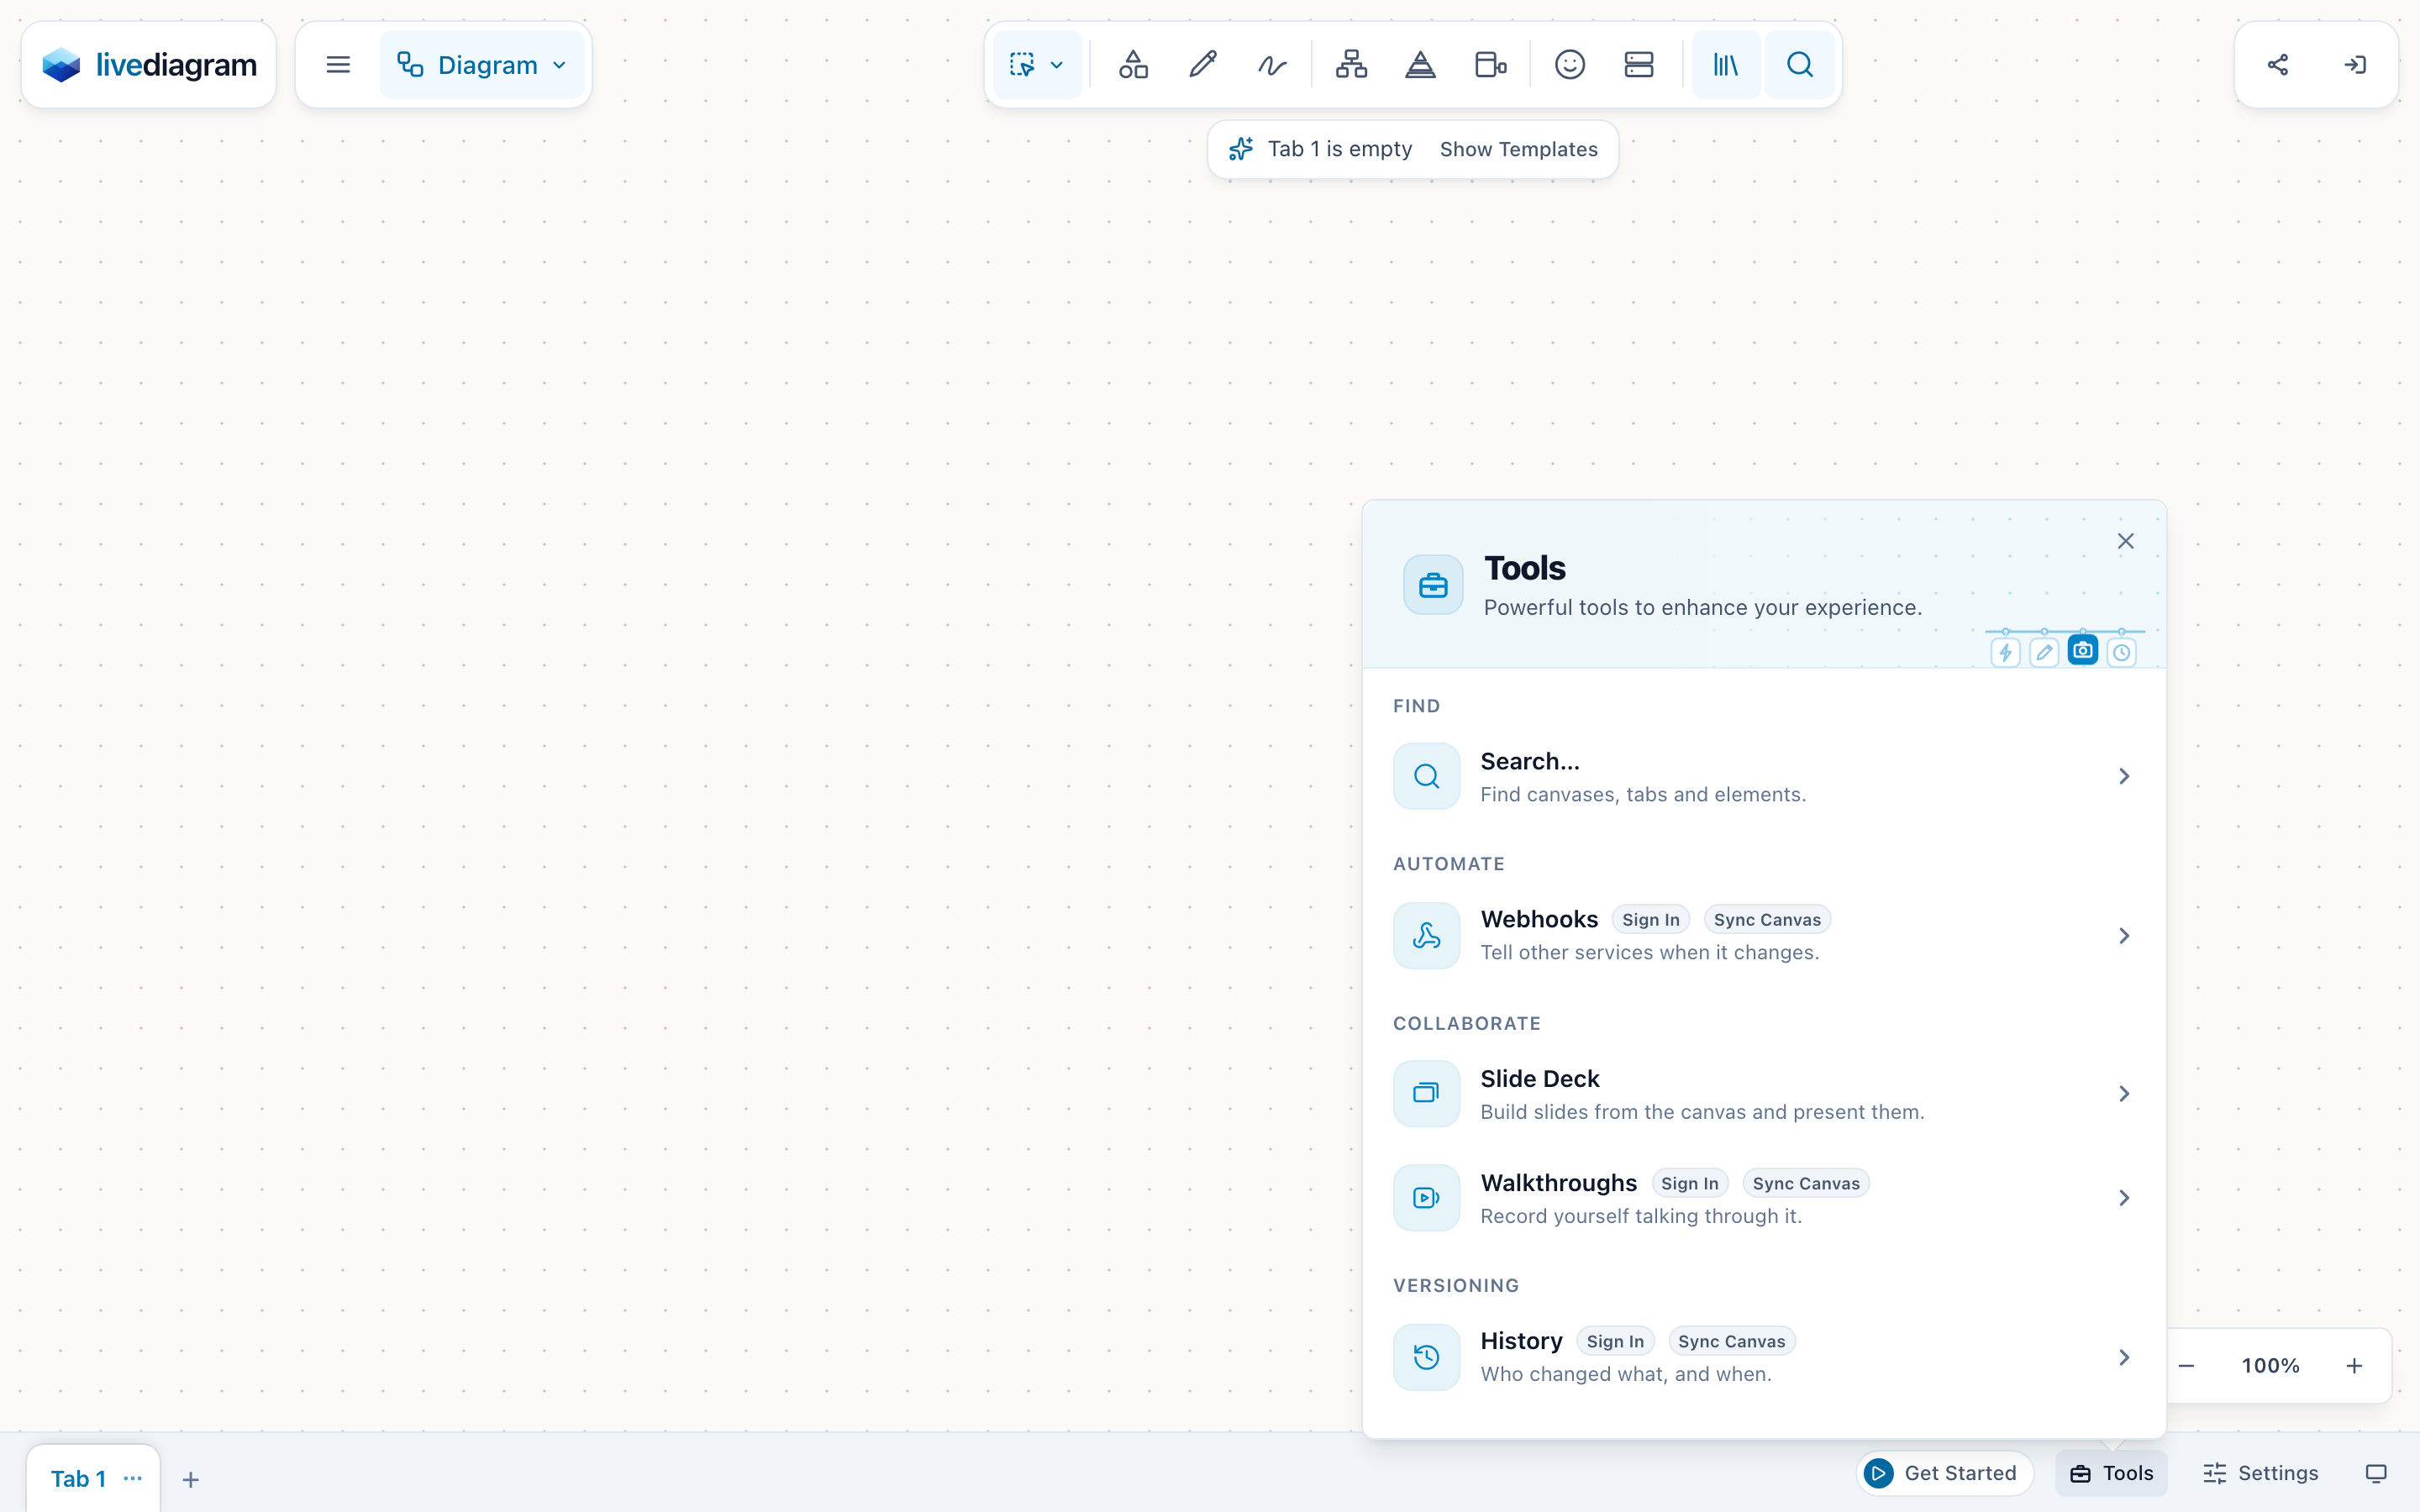 livediagram
Diagram
Tab 1 is empty Show Templates
Tools
Powerful tools to enhance your experience.
FIND
Search...
Find canvases, tabs and elements.
AUTOMATE
Webhooks Sign In Sync Canvas
Tell other services when it changes.
COLLABORATE
Slide Deck
Build slides from the canvas and present them.
Walkthroughs Sign In Sync Canvas
Record yourself talking through it.
VERSIONING
History Sign In Sync Canvas
Who changed what, and when.
100%
Tab 1
Get Started Tools Settings